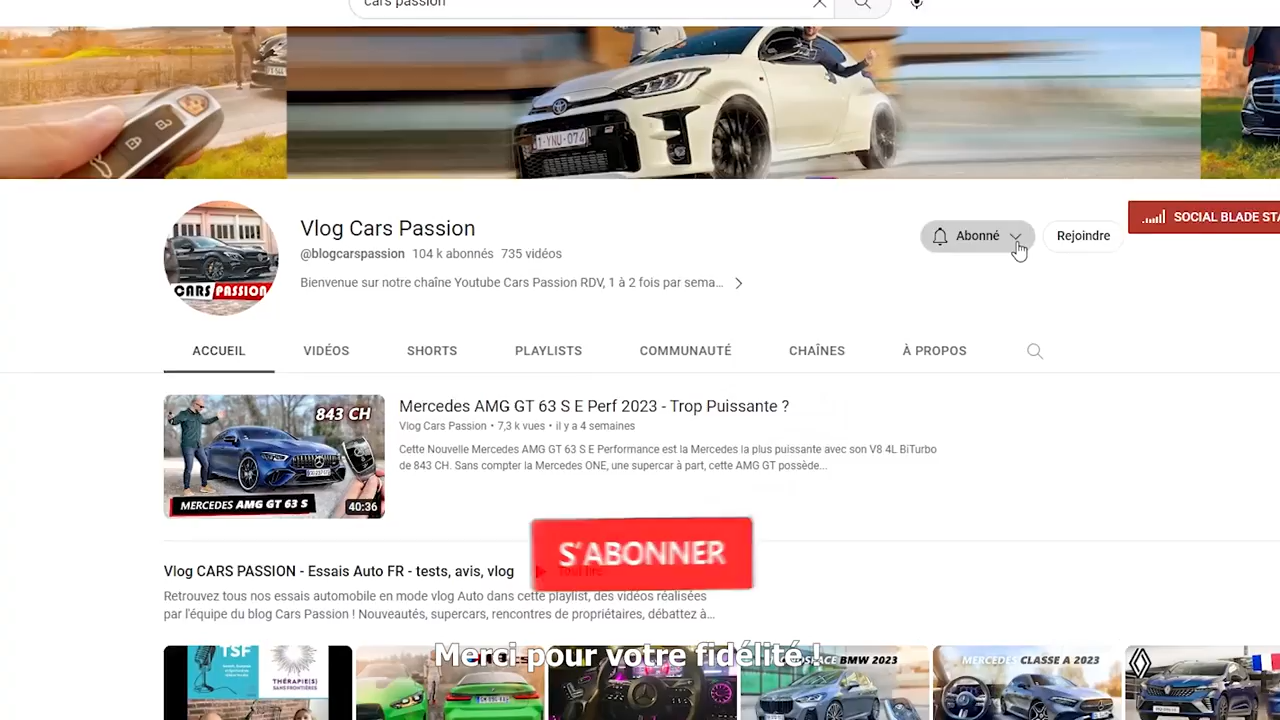 cars passion
1-YNU-074
Vlog Cars Passion
@blogcarspassion 104 k abonnés 735 vidéos
Bienvenue sur notre chaîne Youtube Cars Passion RDV, 1 à 2 fois par sema...
Abonné
Rejoindre
SOCIAL BLADE STA
CARS PASSION
ACCUEIL VIDÉOS SHORTS PLAYLISTS COMMUNAUTÉ CHAÎNES À PROPOS
843 CH
MERCEDES AMG GT 63 S
40:36
Mercedes AMG GT 63 S E Perf 2023 - Trop Puissante ?
Vlog Cars Passion • 7,3 k vues • il y a 4 semaines
Cette Nouvelle Mercedes AMG GT 63 S E Performance est la Mercedes la plus puissante avec son V8 4L BiTurbo
de 843 CH. Sans compter la Mercedes ONE, une supercar à part, cette AMG GT possède...
S'ABONNER
Vlog CARS PASSION - Essais Auto FR - tests, avis, vlog
Retrouvez tous nos essais automobile en mode vlog Auto dans cette playlist, des vidéos réalisées
par l'équipe du blog Cars Passion ! Nouveautés, supercars, rencontres de propriétaires, débattez à...
Merci pour votre fidélité !
TSF
THÉRAPIE(S)
SANS FRONTIÈRES
BMW 2023
MERCEDES CLASSE A 2023